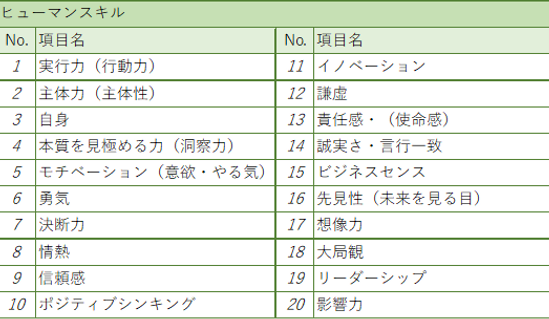 ヒューマンスキル
No. 項目名 No. 項目名
1 実行力（行動力） 11 イノベーション
2 主体力（主体性） 12 謙虚
3 自身 13 責任感・（使命感）
4 本質を見極める力（洞察力） 14 誠実さ・言行一致
5 モチベーション（意欲・やる気） 15 ビジネスセンス
6 勇気 16 先見性（未来を見る目）
7 決断力 17 想像力
8 情熱 18 大局観
9 信頼感 19 リーダーシップ
10 ポジティブシンキング 20 影響力